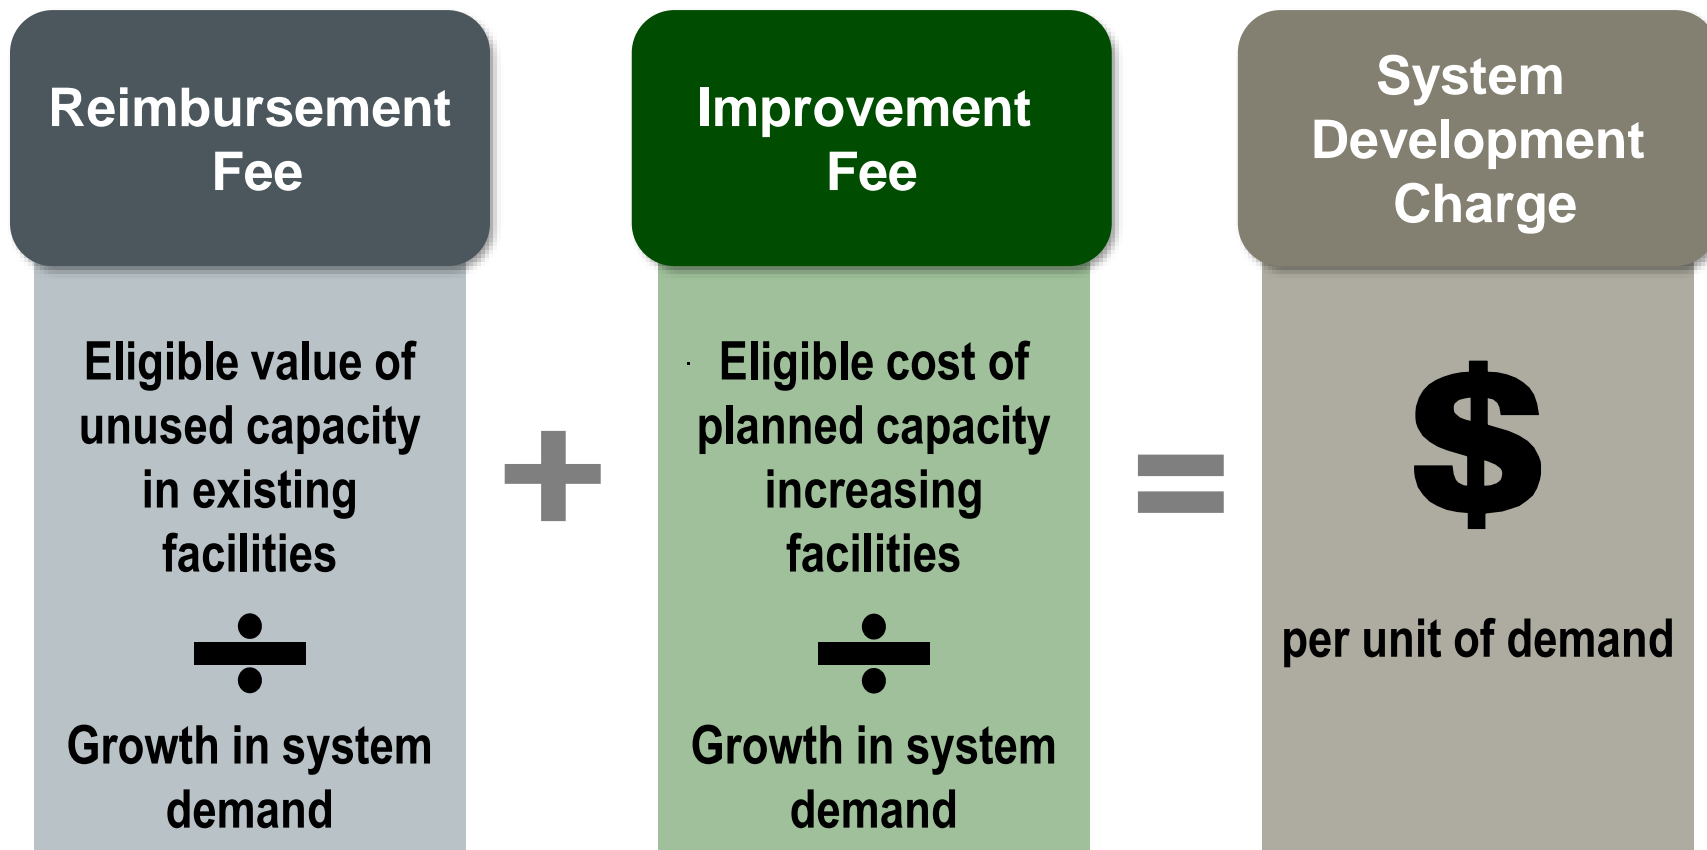 Reimbursement
Fee
Eligible value of
unused capacity
in existing
facilities
÷
Growth in system
demand
+
Improvement
Fee
Eligible cost of
planned capacity
increasing
facilities
÷
Growth in system
demand
=
System
Development
Charge
$
per unit of demand